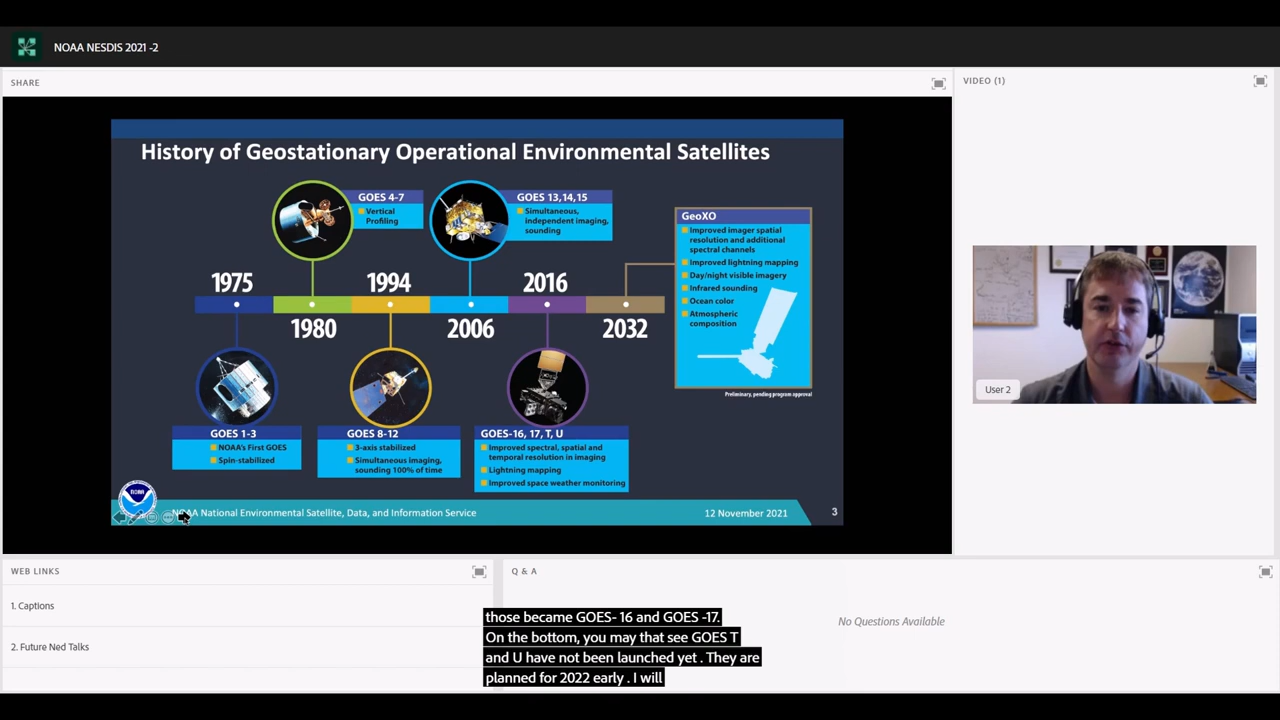 NOAA NESDIS 2021 -2
SHARE
VIDEO (1)
History of Geostationary Operational Environmental Satellites
GOES 4-7
Vertical
Profiling
GOES 13,14,15
Simultaneous,
independent imaging,
sounding
GeoXO
Improved imager spatial
resolution and additional
spectral channels
Improved lightning mapping
Day/night visible imagery
Infrared sounding
Ocean color
Atmospheric
composition
Preliminary, pending program approval
1975
1994
2016
1980
2006
2032
GOES 1-3
NOAA's First GOES
Spin-stabilized
GOES 8-12
3-axis stabilized
Simultaneous imaging,
sounding 100% of time
GOES-16, 17, T, U
Improved spectral, spatial and
temporal resolution in imaging
Lightning mapping
Improved space weather monitoring
NOAA
NOAA National Environmental Satellite, Data, and Information Service
12 November 2021
3
User 2
WEB LINKS
1. Captions
2. Future Ned Talks
Q & A
No Questions Available
those became GOES- 16 and GOES -17.
On the bottom, you may that see GOES T
and U have not been launched yet . They are
planned for 2022 early . I will